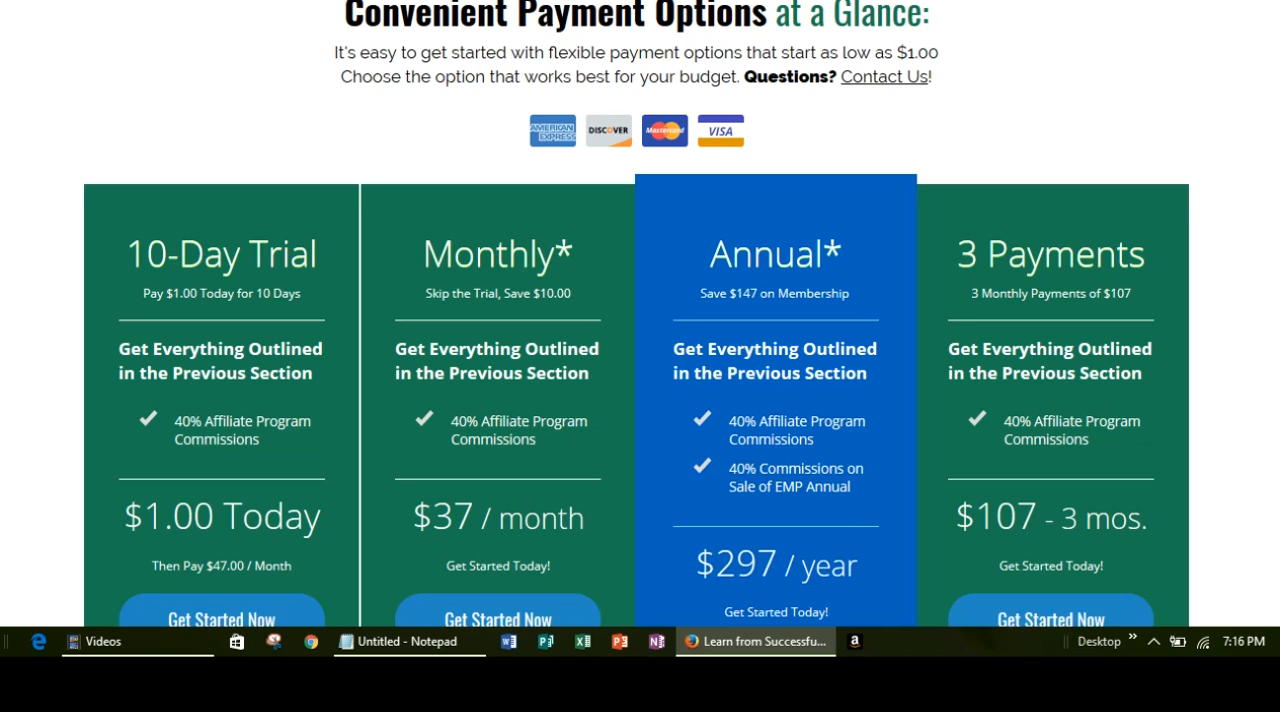 Convenient Payment Options at a Glance:
It's easy to get started with flexible payment options that start as low as $1.00
Choose the option that works best for your budget. Questions? Contact Us!
AMERICAN EXPRESS
DISCOVER
Mastercard
VISA
10-Day Trial
Pay $1.00 Today for 10 Days
Get Everything Outlined
in the Previous Section
40% Affiliate Program
Commissions
$1.00 Today
Then Pay $47.00 / Month
Get Started Now
Monthly*
Skip the Trial, Save $10.00
Get Everything Outlined
in the Previous Section
40% Affiliate Program
Commissions
$37 / month
Get Started Today!
Get Started Now
Annual*
Save $147 on Membership
Get Everything Outlined
in the Previous Section
40% Affiliate Program
Commissions
40% Commissions on
Sale of EMP Annual
$297 / year
Get Started Today!
3 Payments
3 Monthly Payments of $107
Get Everything Outlined
in the Previous Section
40% Affiliate Program
Commissions
$107 - 3 mos.
Get Started Today!
Get Started Now
Videos
Untitled - Notepad
Learn from Successfu...
Desktop
7:16 PM